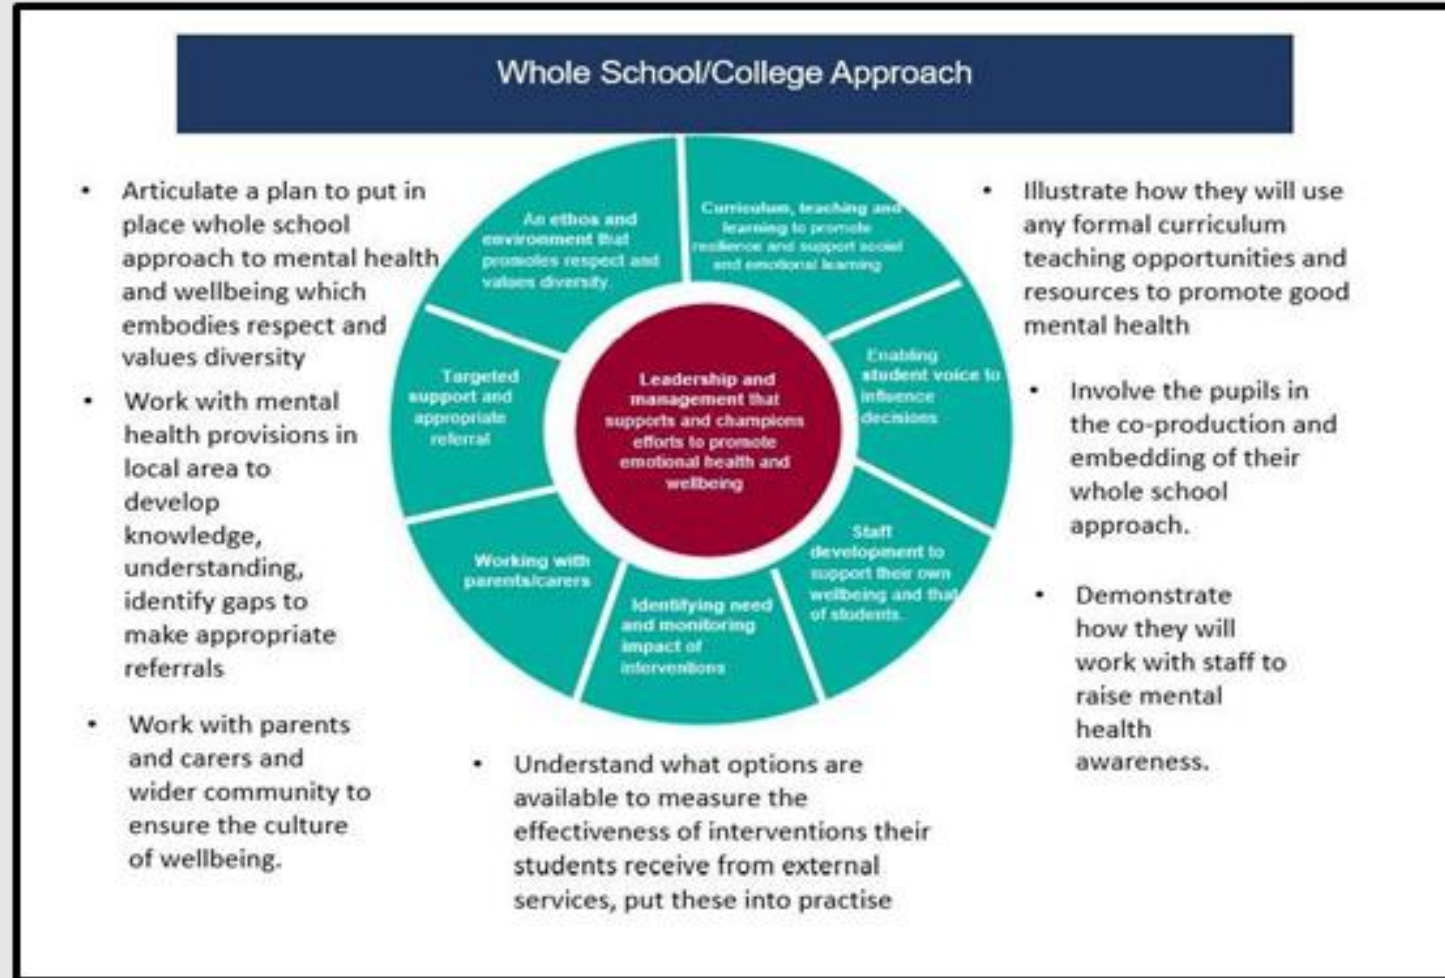 Whole School/College Approach
• Articulate a plan to put in
place whole school
approach to mental health
and wellbeing which
embodies respect and
values diversity
• Work with mental
health provisions in
local area to
develop
knowledge,
understanding,
identify gaps to
make appropriate
referrals
• Work with parents
and carers and
wider community to
ensure the culture
of wellbeing.
An ethos and
environment that
promotes respect and
values diversity.
Curriculum, teaching and
learning to promote
resilience and support social
and emotional learning
Enabling
student voice to
influence
decisions
Staff
development to
support their own
wellbeing and that
of students.
Identifying need
and monitoring
impact of
interventions
Working with
parents/carers
Targeted
support and
appropriate
referral
Leadership and
management that
supports and champions
efforts to promote
emotional health and
wellbeing
• Illustrate how they will use
any formal curriculum
teaching opportunities and
resources to promote good
mental health
• Involve the pupils in
the co-production and
embedding of their
whole school
approach.
• Demonstrate
how they will
work with staff to
raise mental
health
awareness.
• Understand what options are
available to measure the
effectiveness of interventions their
students receive from external
services, put these into practise